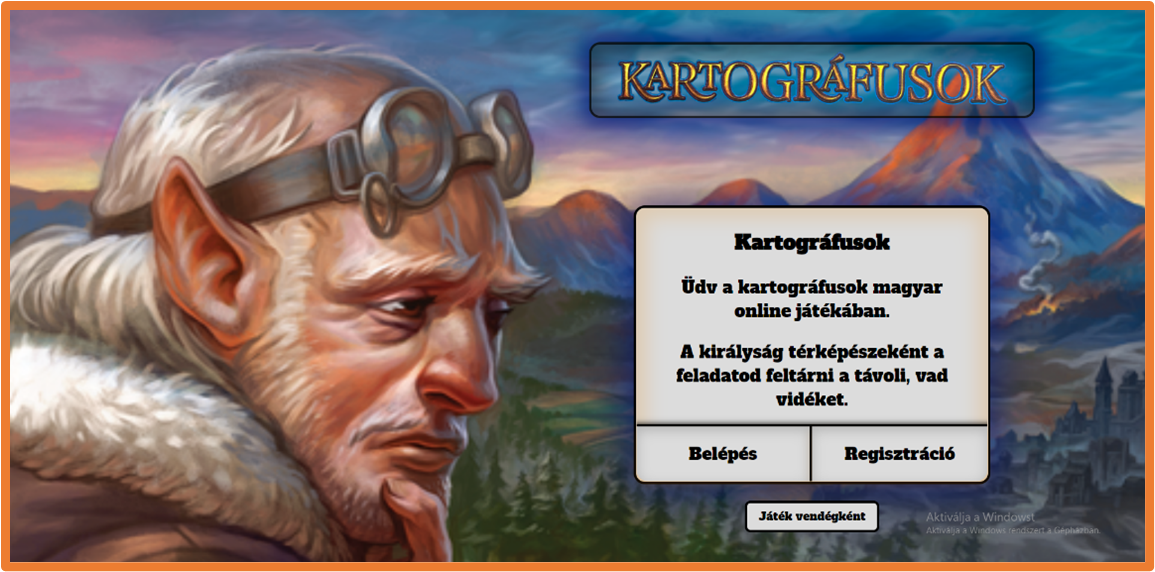 KARTOGRÁFUSOK
Kartográfusok
Üdv a kartográfusok magyar
online játékában.
A királyság térképészeként a
feladatod feltárni a távoli, vad
vidéket.
Belépés
Regisztráció
Játék vendégként
Aktiválja a Windowst
Aktiválja a Windows rendszert a Gépházban.